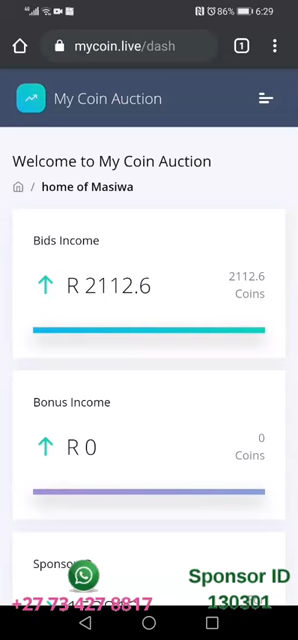 86% 6:29
mycoin.live/dash 1
My Coin Auction
Welcome to My Coin Auction
/ home of Masiwa
Bids Income
R 2112.6
2112.6
Coins
Bonus Income
R 0
0
Coins
Sponso
Sponsor ID
+27 73 427 8817
130301